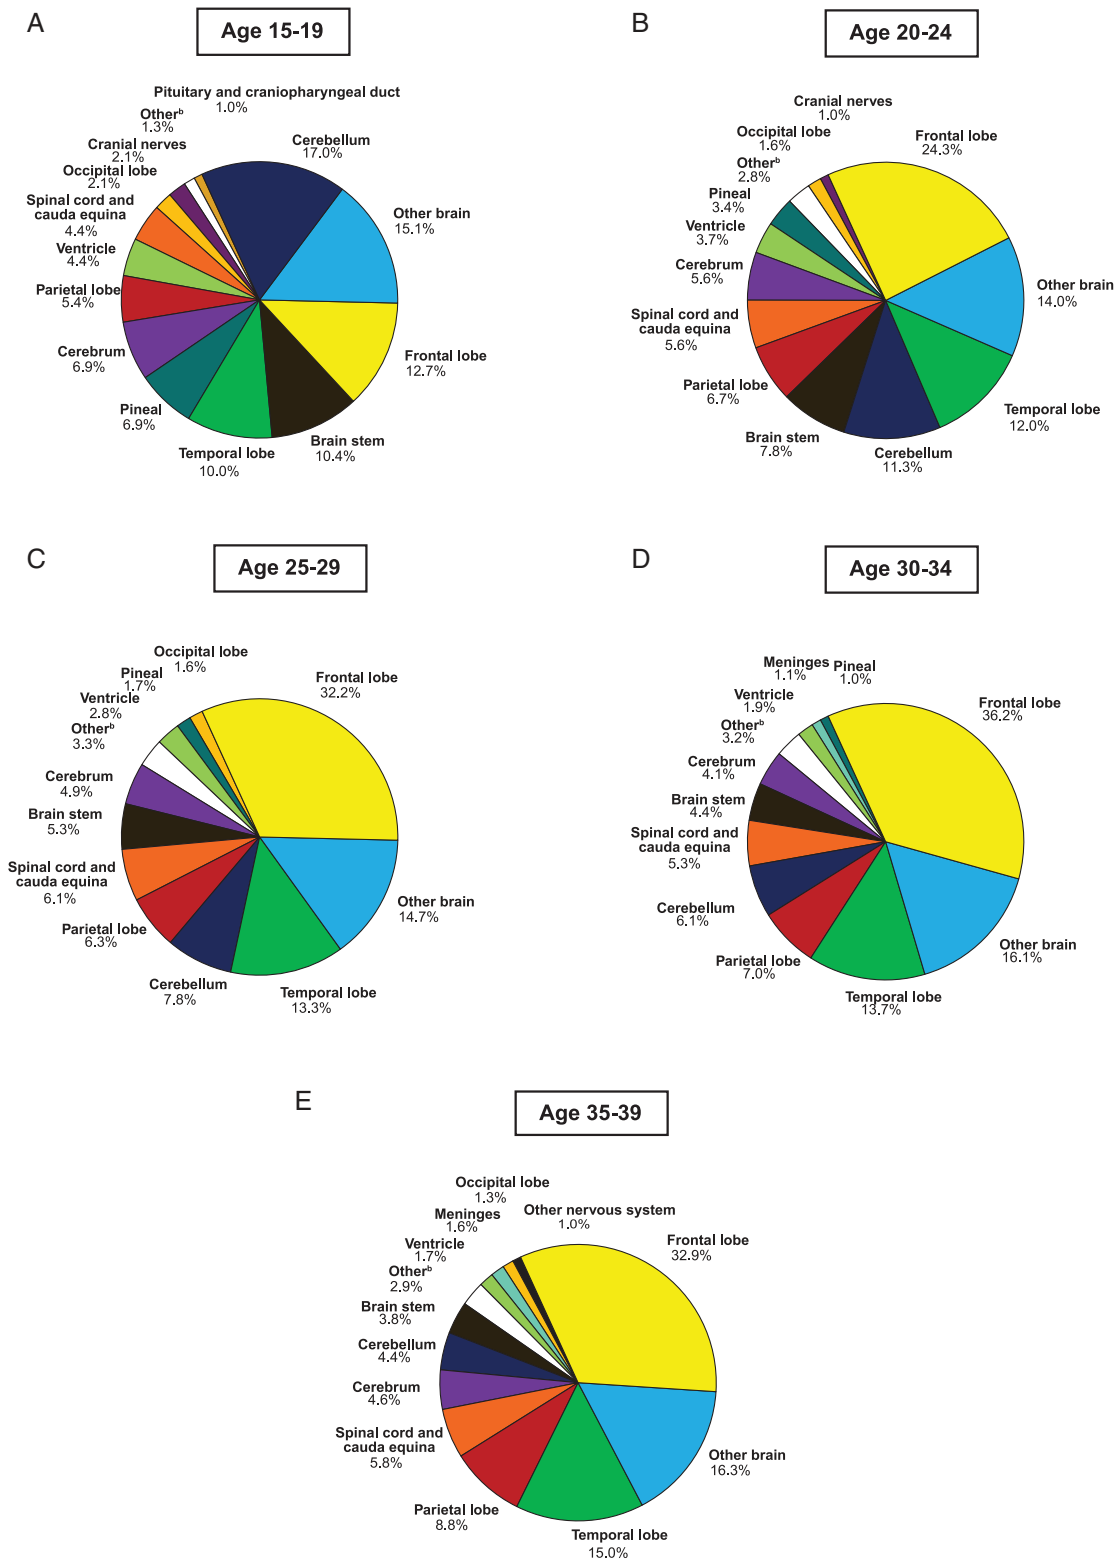 A
Age 15-19
Pituitary and craniopharyngeal duct
1.0%
Otherᵇ
1.3%
Cranial nerves
2.1%
Occipital lobe
2.1%
Spinal cord and
cauda equina
4.4%
Ventricle
4.4%
Parietal lobe
5.4%
Cerebrum
6.9%
Pineal
6.9%
Temporal lobe
10.0%
Brain stem
10.4%
Frontal lobe
12.7%
Other brain
15.1%
Cerebellum
17.0%
B
Age 20-24
Cranial nerves
1.0%
Occipital lobe
1.6%
Otherᵇ
2.8%
Pineal
3.4%
Ventricle
3.7%
Cerebrum
5.6%
Spinal cord and
cauda equina
5.6%
Parietal lobe
6.7%
Brain stem
7.8%
Cerebellum
11.3%
Temporal lobe
12.0%
Other brain
14.0%
Frontal lobe
24.3%
C
Age 25-29
Occipital lobe
1.6%
Pineal
1.7%
Ventricle
2.8%
Otherᵇ
3.3%
Cerebrum
4.9%
Brain stem
5.3%
Spinal cord and
cauda equina
6.1%
Parietal lobe
6.3%
Cerebellum
7.8%
Temporal lobe
13.3%
Other brain
14.7%
Frontal lobe
32.2%
D
Age 30-34
Meninges
1.1%
Pineal
1.0%
Ventricle
1.9%
Otherᵇ
3.2%
Cerebrum
4.1%
Brain stem
4.4%
Spinal cord and
cauda equina
5.3%
Cerebellum
6.1%
Parietal lobe
7.0%
Temporal lobe
13.7%
Other brain
16.1%
Frontal lobe
36.2%
E
Age 35-39
Occipital lobe
1.3%
Other nervous system
1.0%
Meninges
1.6%
Ventricle
1.7%
Otherᵇ
2.9%
Brain stem
3.8%
Cerebellum
4.4%
Cerebrum
4.6%
Spinal cord and
cauda equina
5.8%
Parietal lobe
8.8%
Temporal lobe
15.0%
Other brain
16.3%
Frontal lobe
32.9%